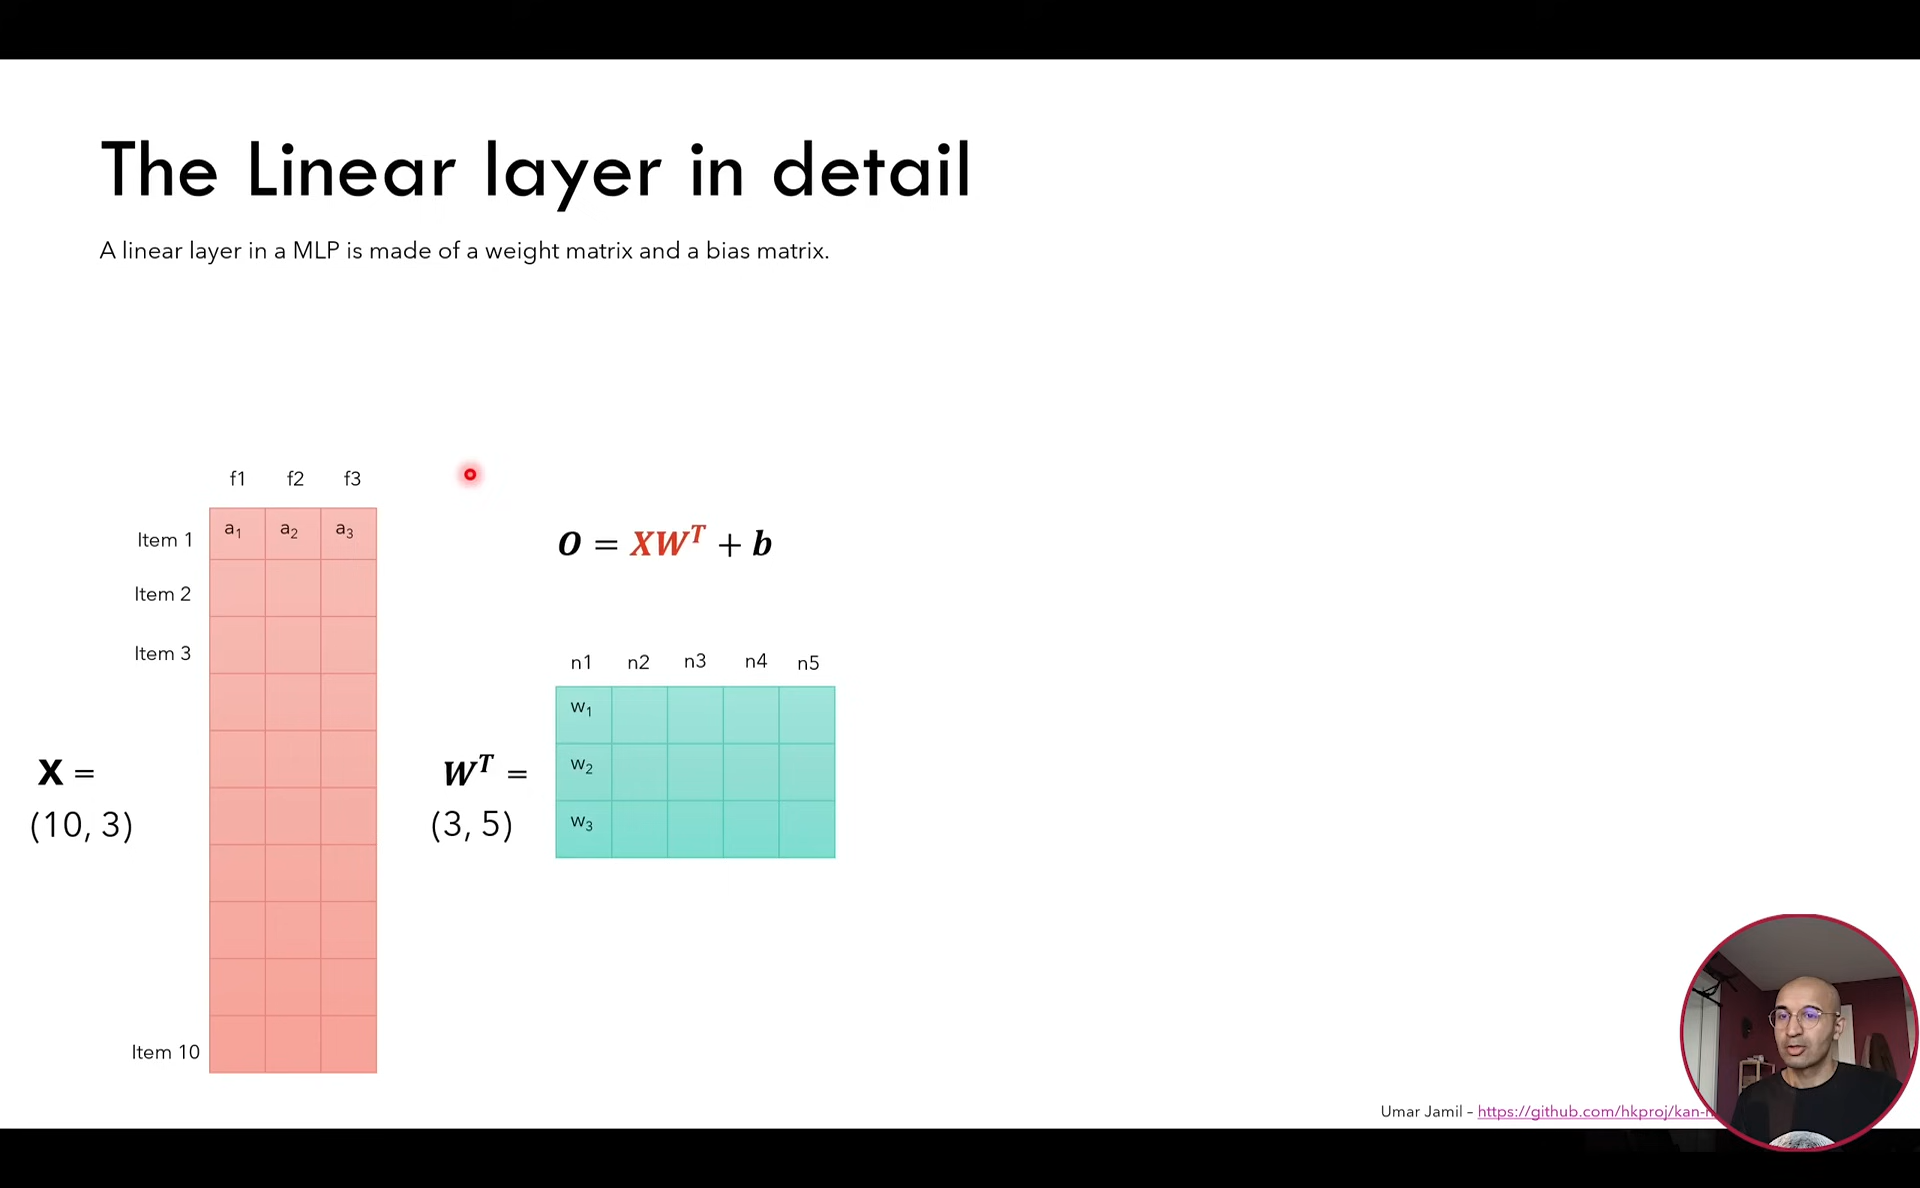 The Linear layer in detail
A linear layer in a MLP is made of a weight matrix and a bias matrix.
f1 f2 f3
Item 1 a₁ a₂ a₃
Item 2
Item 3
Item 10
X =
(10, 3)
O = XWᵀ + b
n1 n2 n3 n4 n5
w₁
w₂
w₃
Wᵀ =
(3, 5)
Umar Jamil – https://github.com/hkproj/kan-